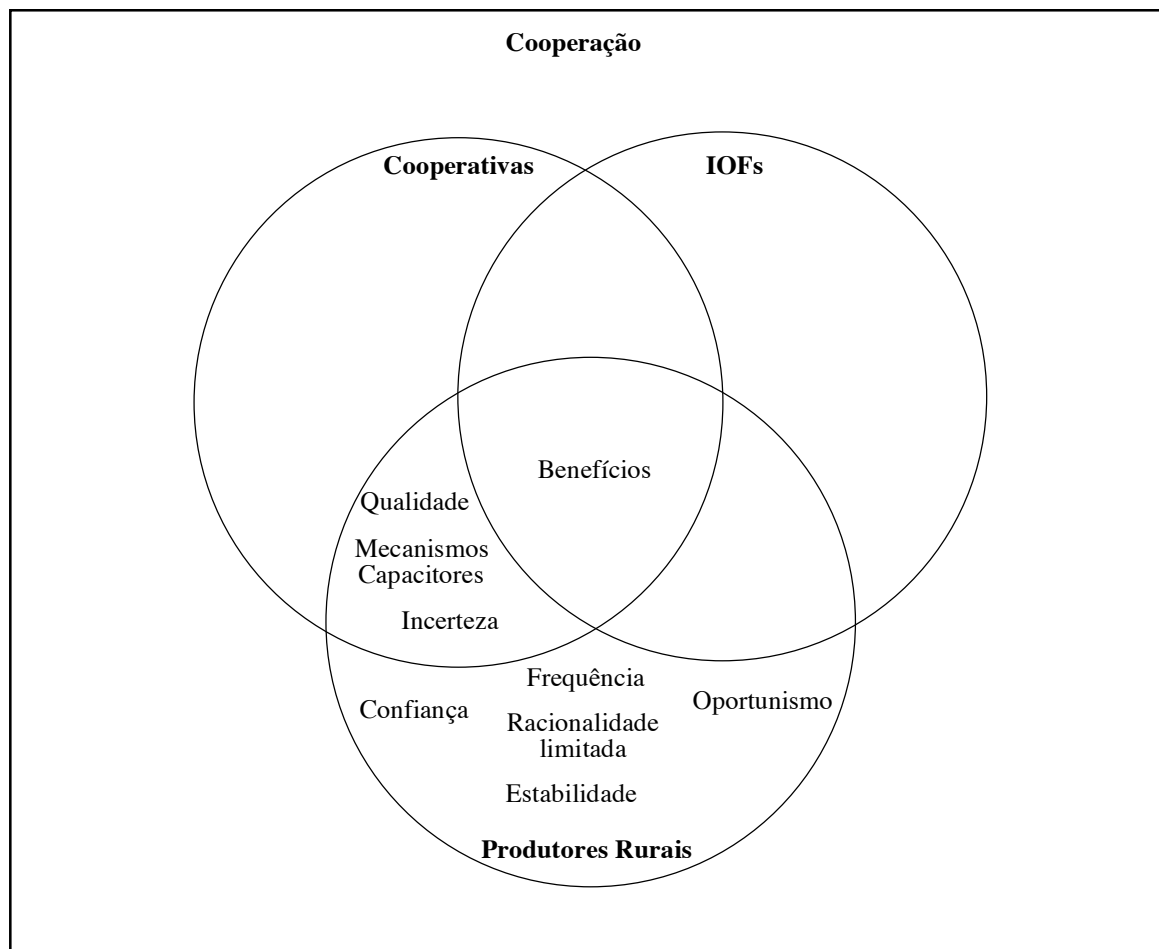 Cooperação
Cooperativas
IOFs
Benefícios
Qualidade
Mecanismos
Capacitores
Incerteza
Frequência
Confiança
Oportunismo
Racionalidade
limitada
Estabilidade
Produtores Rurais